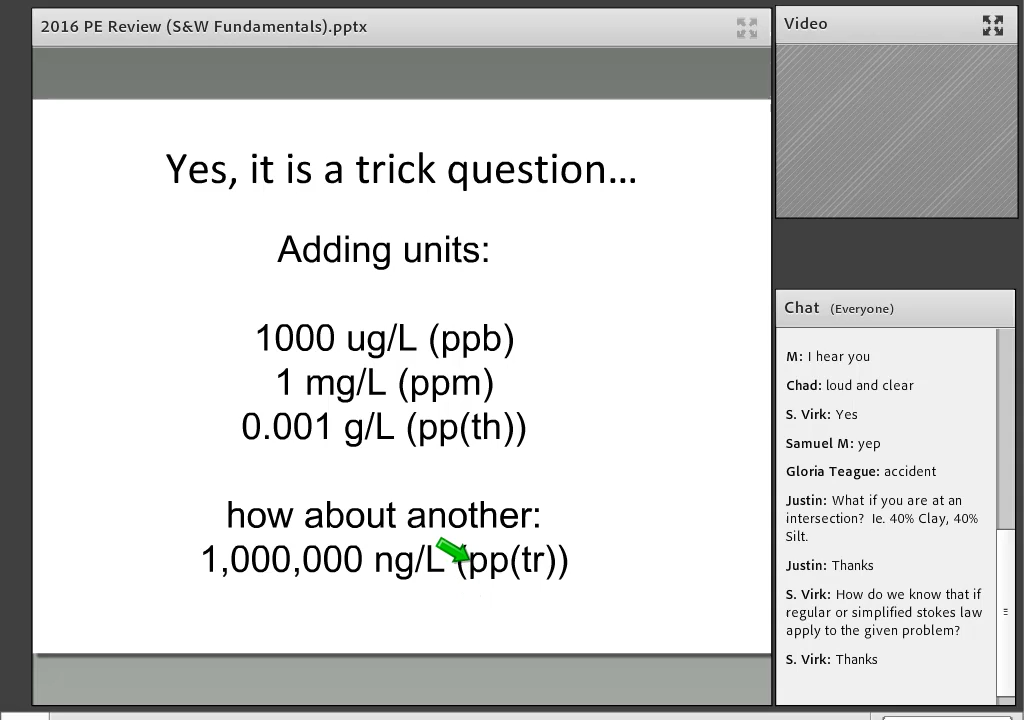 2016 PE Review (S&W Fundamentals).pptx
Yes, it is a trick question...
Adding units:
1000 ug/L (ppb)
1 mg/L (ppm)
0.001 g/L (pp(th))
how about another:
1,000,000 ng/L (pp(tr))
Video
Chat (Everyone)
M: I hear you
Chad: loud and clear
S. Virk: Yes
Samuel M: yep
Gloria Teague: accident
Justin: What if you are at an
intersection? Ie. 40% Clay, 40%
Silt.
Justin: Thanks
S. Virk: How do we know that if
regular or simplified stokes law
apply to the given problem?
S. Virk: Thanks